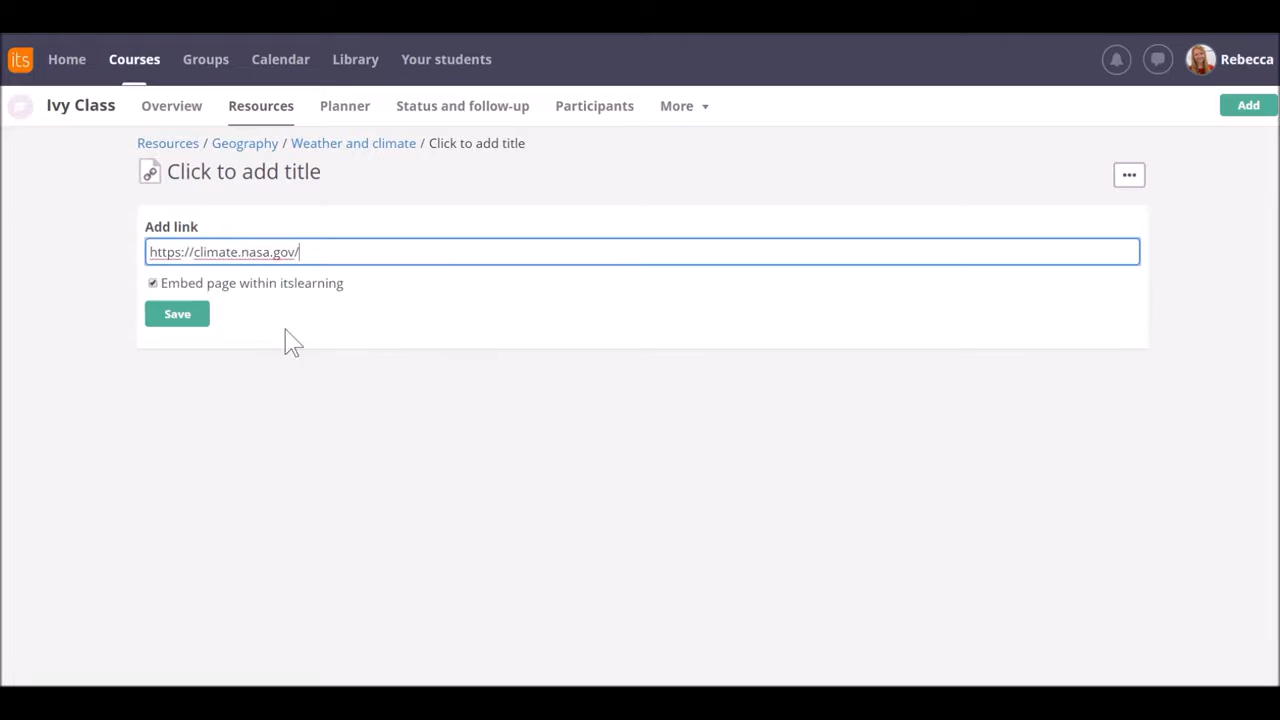 its Home Courses Groups Calendar Library Your students Rebecca
Ivy Class Overview Resources Planner Status and follow-up Participants More Add
Resources / Geography / Weather and climate / Click to add title
Click to add title
Add link
https://climate.nasa.gov/
Embed page within itslearning
Save